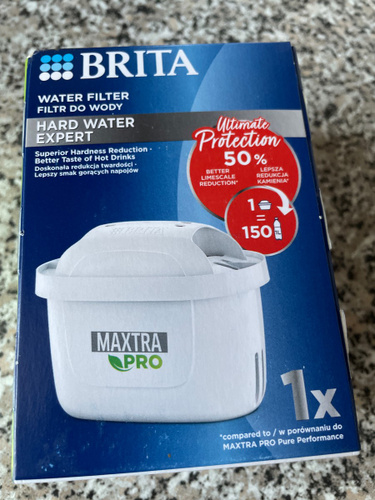 BRITA
WATER FILTER
FILTR DO WODY
HARD WATER
EXPERT
Superior Hardness Reduction ·
Better Taste of Hot Drinks
Doskonała redukcja twardości ·
Lepszy smak gorących napojów
Ultimate
Protection
50%
BETTER
LIMESCALE
REDUCTION*
LEPSZA
REDUKCJA
KAMIENIA*
1
=
150
MAXTRA
PRO
1x
*compared to / w porównaniu do
MAXTRA PRO Pure Performance